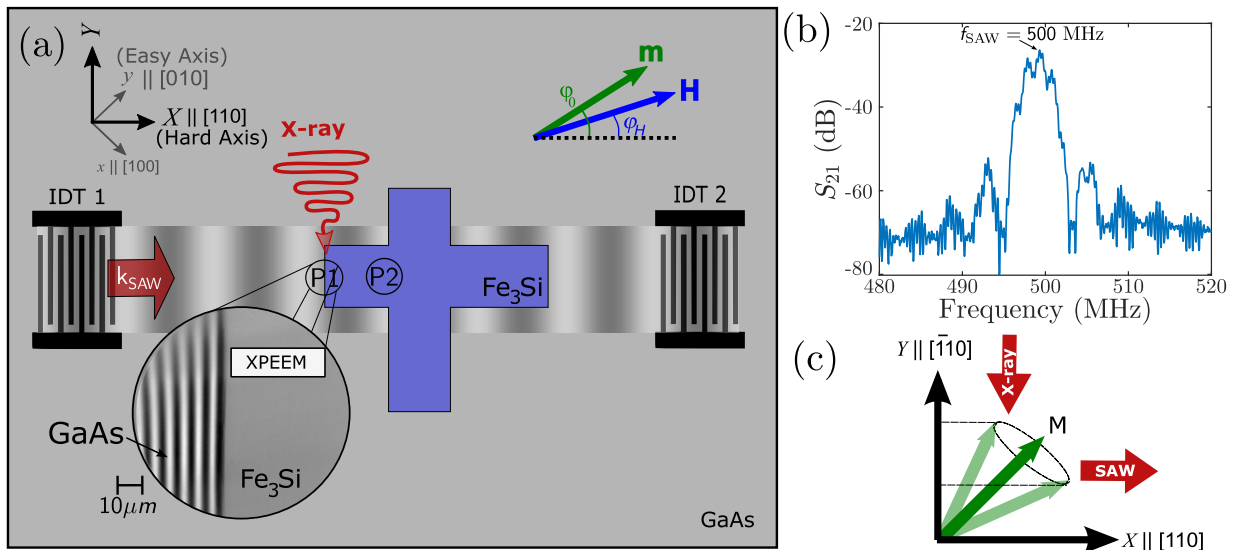 (a)
Y
(Easy Axis)
y || [010]
X || [110]
(Hard Axis)
x || [100]
X-ray
m
H
φ0
φH
IDT 1
IDT 2
kSAW
P1
P2
Fe3Si
XPEEM
GaAs
Fe3Si
10μm
GaAs
(b)
fSAW = 500 MHz
S21 (dB)
-20
-40
-60
-80
480
490
500
510
520
Frequency (MHz)
(c)
Y || [1̄10]
X-ray
M
SAW
X || [110]